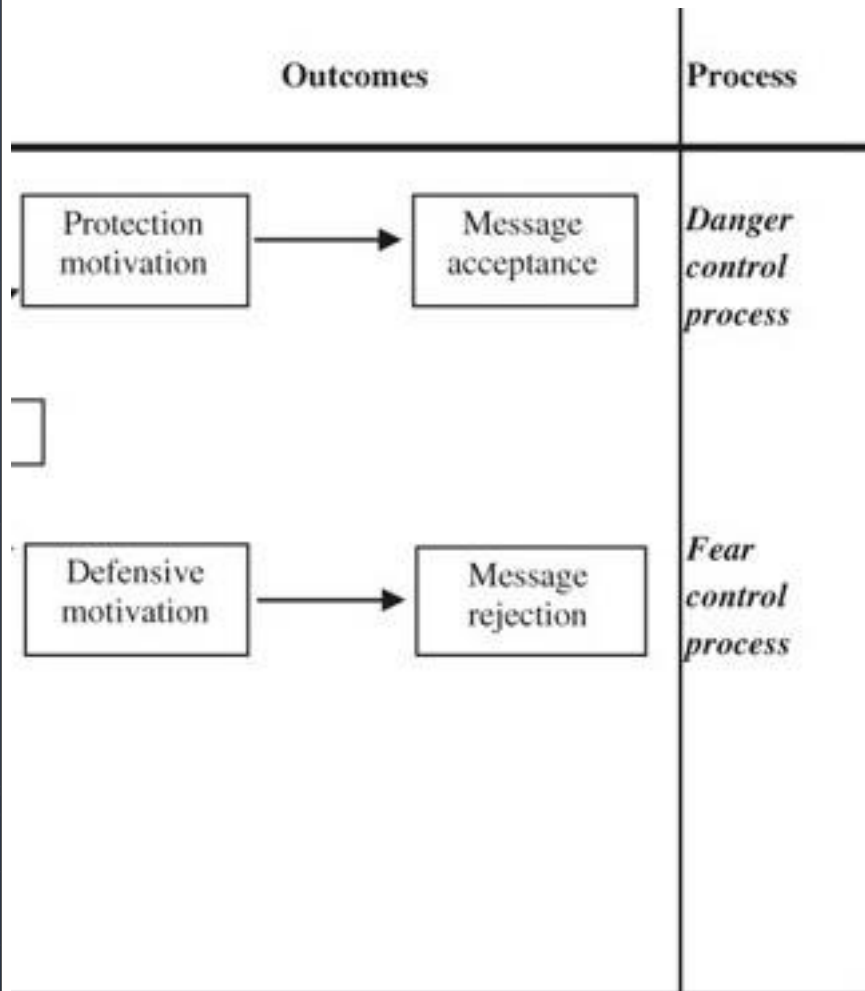 Outcomes
Process
Protection
motivation
Message
acceptance
Danger
control
process
Defensive
motivation
Message
rejection
Fear
control
process